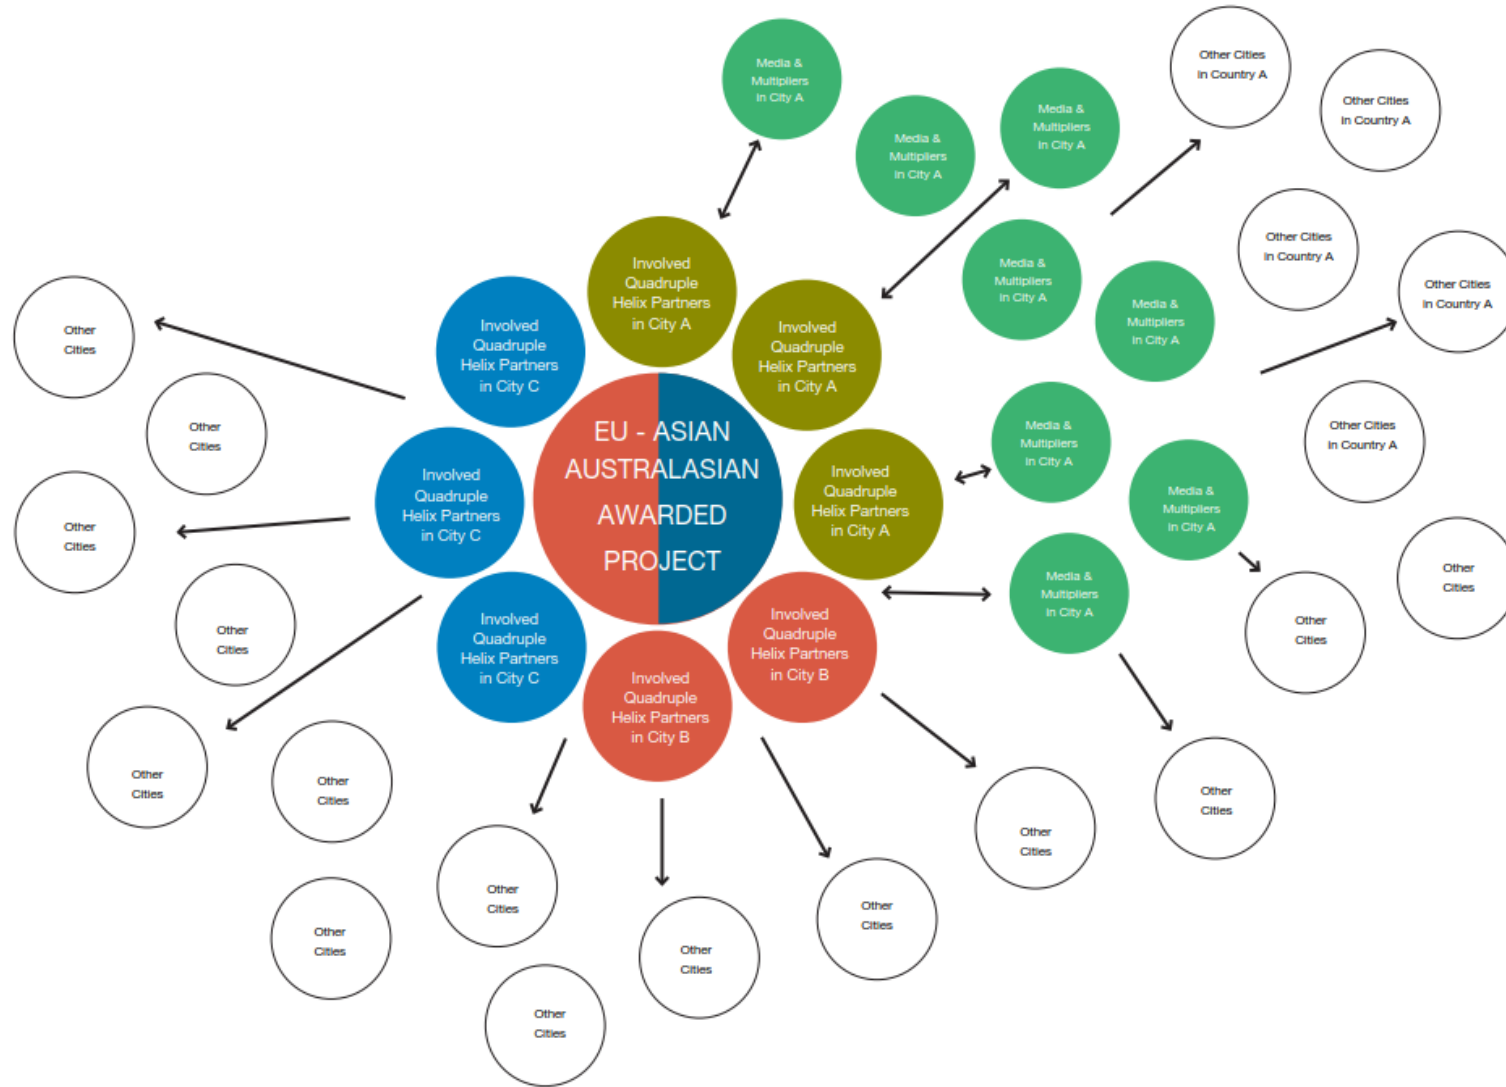 Media &
Multipliers
in City A
Media &
Multipliers
in City A
Media &
Multipliers
in City A
Other Cities
in Country A
Other Cities
in Country A
Other Cities
in Country A
Other Cities
in Country A
Other Cities
in Country A
Media &
Multipliers
in City A
Media &
Multipliers
in City A
Media &
Multipliers
in City A
Media &
Multipliers
in City A
Media &
Multipliers
in City A
Involved
Quadruple
Helix Partners
in City A
Involved
Quadruple
Helix Partners
in City A
Involved
Quadruple
Helix Partners
in City A
EU - ASIAN
AUSTRALASIAN
AWARDED
PROJECT
Involved
Quadruple
Helix Partners
in City C
Involved
Quadruple
Helix Partners
in City C
Involved
Quadruple
Helix Partners
in City C
Involved
Quadruple
Helix Partners
in City B
Involved
Quadruple
Helix Partners
in City B
Other
Cities
Other
Cities
Other
Cities
Other
Cities
Other
Cities
Other
Cities
Other
Cities
Other
Cities
Other
Cities
Other
Cities
Other
Cities
Other
Cities
Other
Cities
Other
Cities
Other
Cities